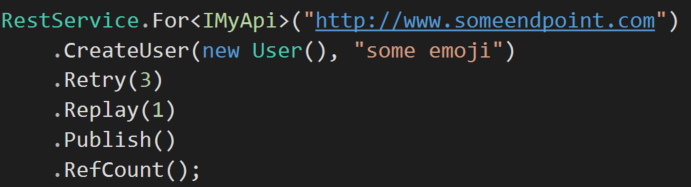 RestService.For<IMyApi>("http://www.someendpoint.com")
.CreateUser(new User(), "some emoji")
.Retry(3)
.Replay(1)
.Publish()
.RefCount();